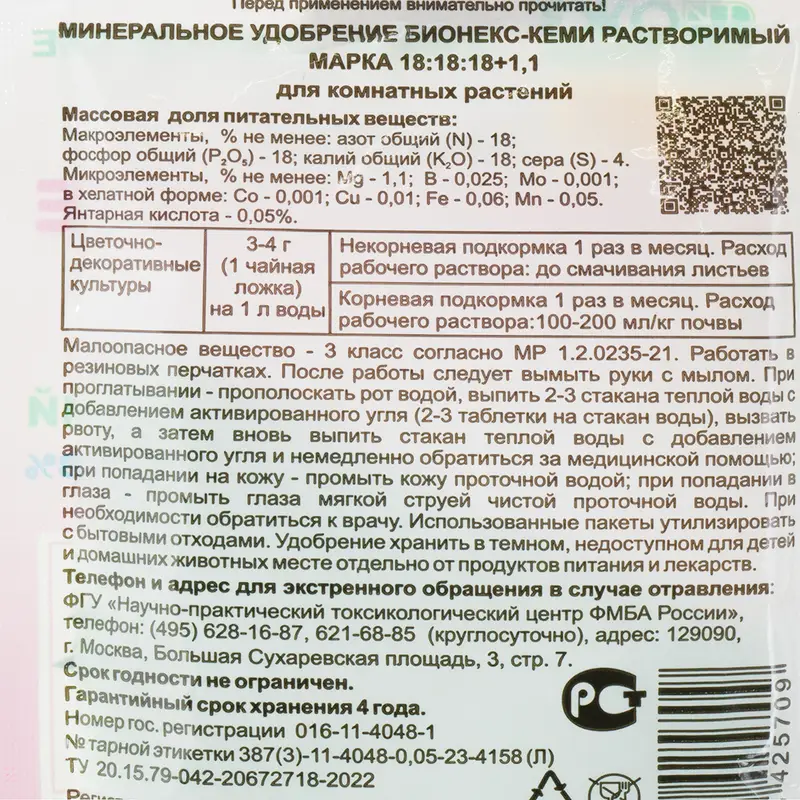 Перед применением внимательно прочитать!
МИНЕРАЛЬНОЕ УДОБРЕНИЕ БИОНЕКС-КЕМИ РАСТВОРИМЫЙ
МАРКА 18:18:18+1,1
для комнатных растений
Массовая доля питательных веществ:
Макроэлементы, % не менее: азот общий (N) - 18;
фосфор общий (P₂O₅) - 18; калий общий (K₂O) - 18; сера (S) - 4.
Микроэлементы, % не менее: Mg - 1,1; B - 0,025; Mo - 0,001;
в хелатной форме: Co - 0,001; Cu - 0,01; Fe - 0,06; Mn - 0,05.
Янтарная кислота - 0,05%.
Цветочно-
декоративные
культуры
3-4 г
(1 чайная
ложка)
на 1 л воды
Некорневая подкормка 1 раз в месяц. Расход
рабочего раствора: до смачивания листьев
Корневая подкормка 1 раз в месяц. Расход
рабочего раствора:100-200 мл/кг почвы
Малоопасное вещество - 3 класс согласно МР 1.2.0235-21. Работать в
резиновых перчатках. После работы следует вымыть руки с мылом. При
проглатывании - прополоскать рот водой, выпить 2-3 стакана теплой воды с
добавлением активированного угля (2-3 таблетки на стакан воды), вызвать
рвоту, а затем вновь выпить стакан теплой воды с добавлением
активированного угля и немедленно обратиться за медицинской помощью;
при попадании на кожу - промыть кожу проточной водой; при попадании в
глаза - промыть глаза мягкой струей чистой проточной воды. При
необходимости обратиться к врачу. Использованные пакеты утилизировать
с бытовыми отходами. Удобрение хранить в темном, недоступном для детей
и домашних животных месте отдельно от продуктов питания и лекарств.
Телефон и адрес для экстренного обращения в случае отравления:
ФГУ «Научно-практический токсикологический центр ФМБА России»,
телефон: (495) 628-16-87, 621-68-85 (круглосуточно), адрес: 129090,
г. Москва, Большая Сухаревская площадь, 3, стр. 7.
Срок годности не ограничен.
Гарантийный срок хранения 4 года.
Номер гос. регистрации 016-11-4048-1
№ тарной этикетки 387(3)-11-4048-0,05-23-4158 (Л)
ТУ 20.15.79-042-20672718-2022
РСТ
425709